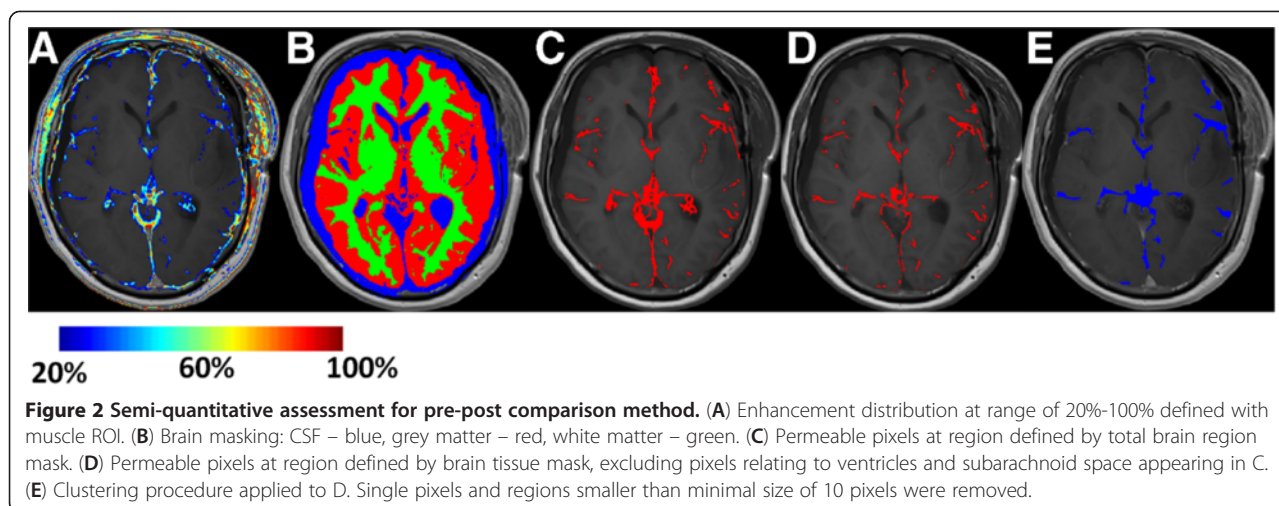 A B C D E
20% 60% 100%
Figure 2 Semi-quantitative assessment for pre-post comparison method. (A) Enhancement distribution at range of 20%-100% defined with
muscle ROI. (B) Brain masking: CSF – blue, grey matter – red, white matter – green. (C) Permeable pixels at region defined by total brain region
mask. (D) Permeable pixels at region defined by brain tissue mask, excluding pixels relating to ventricles and subarachnoid space appearing in C.
(E) Clustering procedure applied to D. Single pixels and regions smaller than minimal size of 10 pixels were removed.